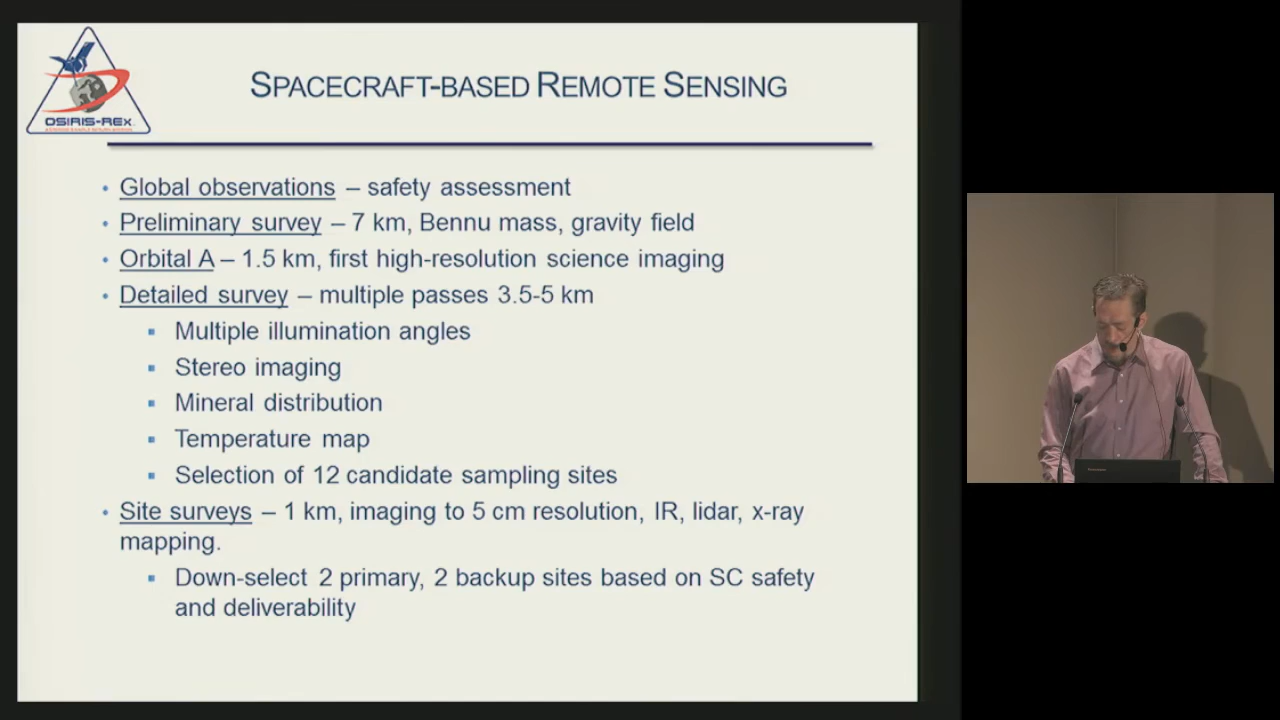 OSIRIS-REx
SPACECRAFT-BASED REMOTE SENSING
• Global observations – safety assessment
• Preliminary survey – 7 km, Bennu mass, gravity field
• Orbital A – 1.5 km, first high-resolution science imaging
• Detailed survey – multiple passes 3.5-5 km
▪ Multiple illumination angles
▪ Stereo imaging
▪ Mineral distribution
▪ Temperature map
▪ Selection of 12 candidate sampling sites
• Site surveys – 1 km, imaging to 5 cm resolution, IR, lidar, x-ray
mapping.
▪ Down-select 2 primary, 2 backup sites based on SC safety
and deliverability